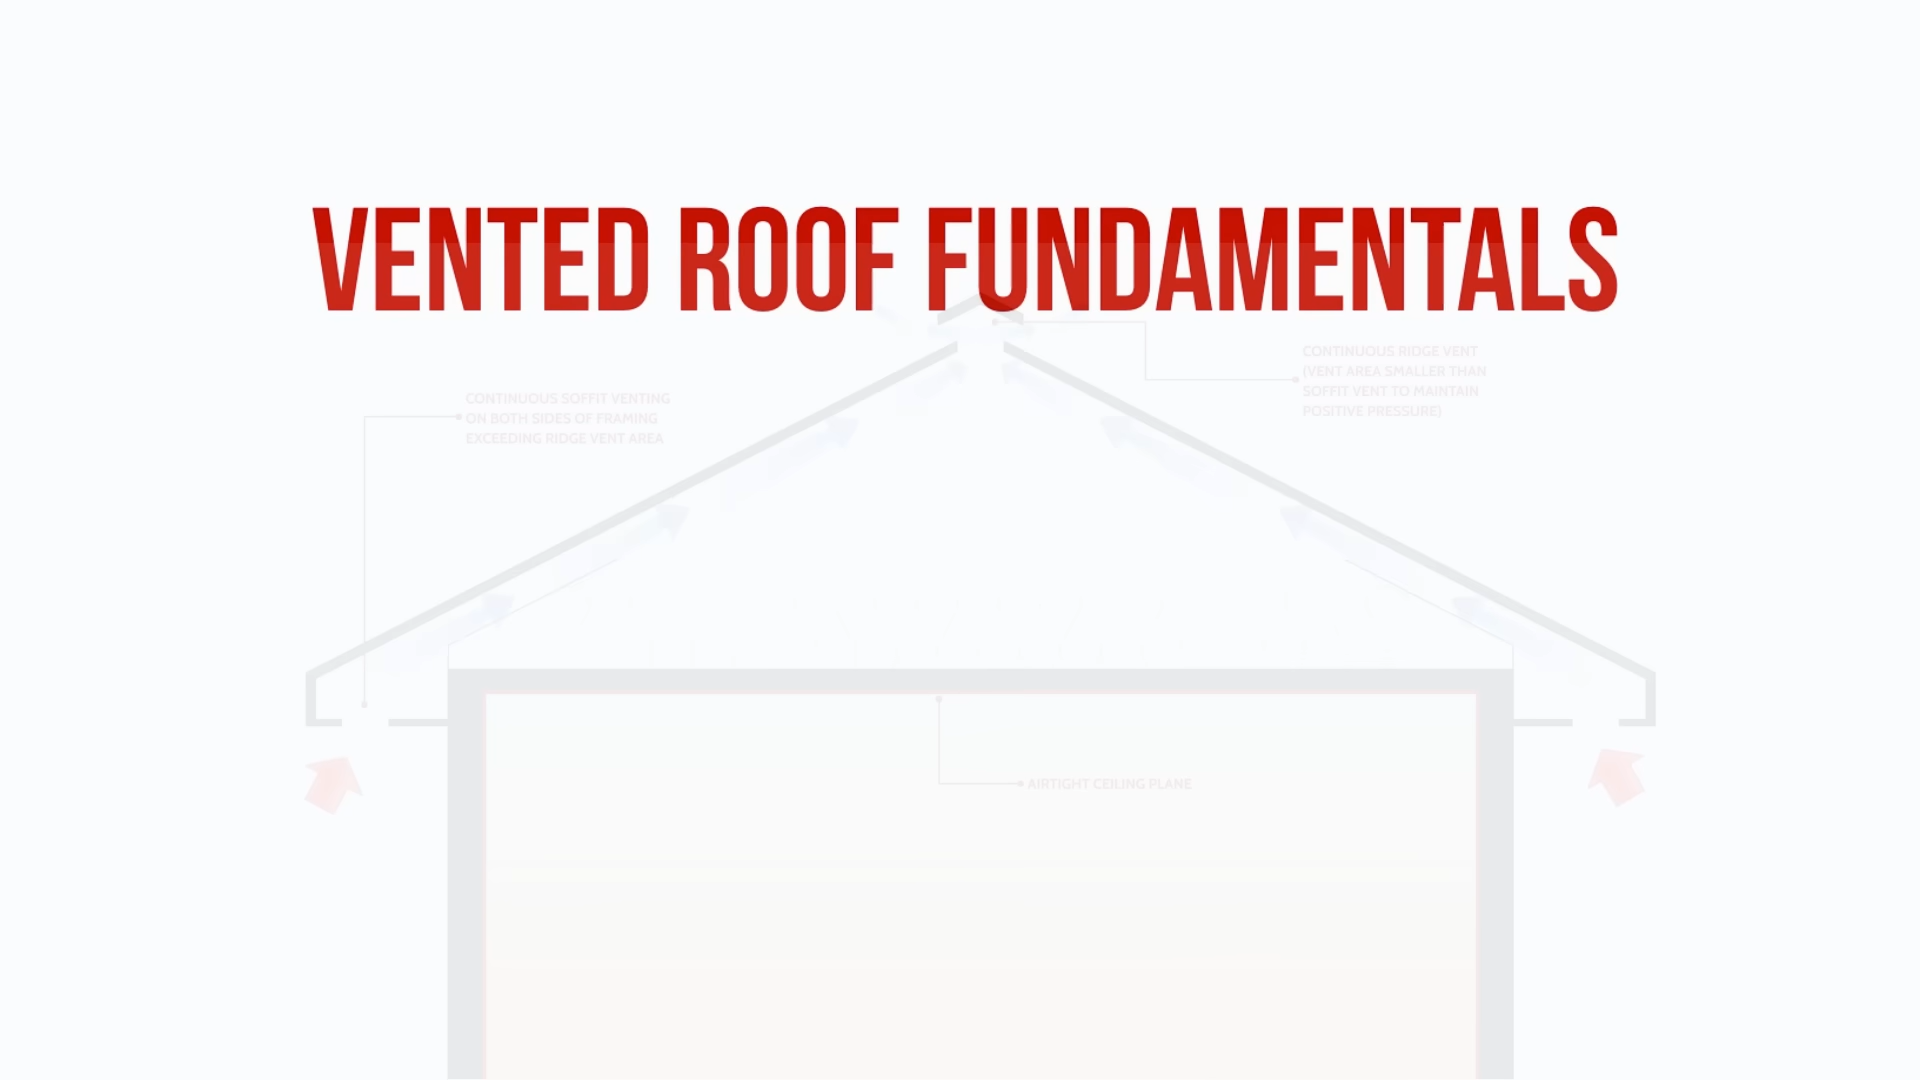 VENTED ROOF FUNDAMENTALS
CONTINUOUS RIDGE VENT
(VENT AREA SMALLER THAN
SOFFIT VENT TO MAINTAIN
POSITIVE PRESSURE)
CONTINUOUS SOFFIT VENTING
ON BOTH SIDES OF FRAMING
EXCEEDING RIDGE VENT AREA
AIRTIGHT CEILING PLANE